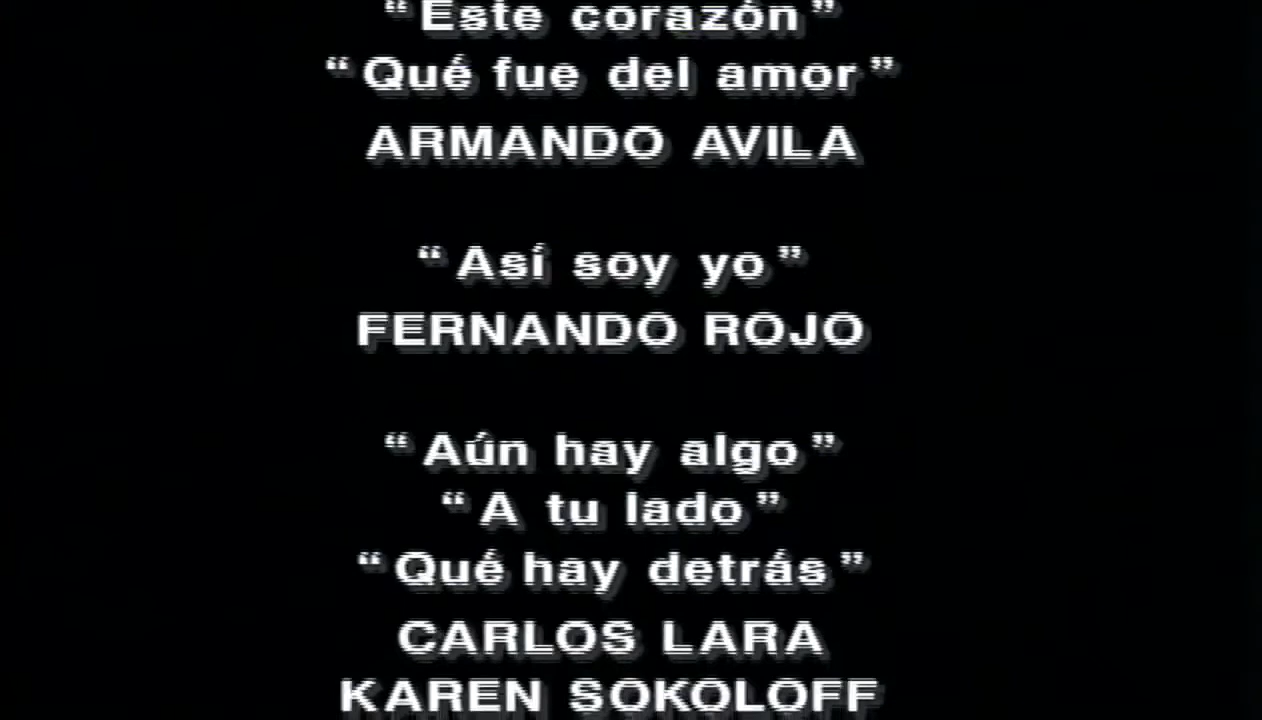 “Este corazón”
“Qué fue del amor”
ARMANDO AVILA
“Así soy yo”
FERNANDO ROJO
“Aún hay algo”
“A tu lado”
“Qué hay detrás”
CARLOS LARA
KAREN SOKOLOFF